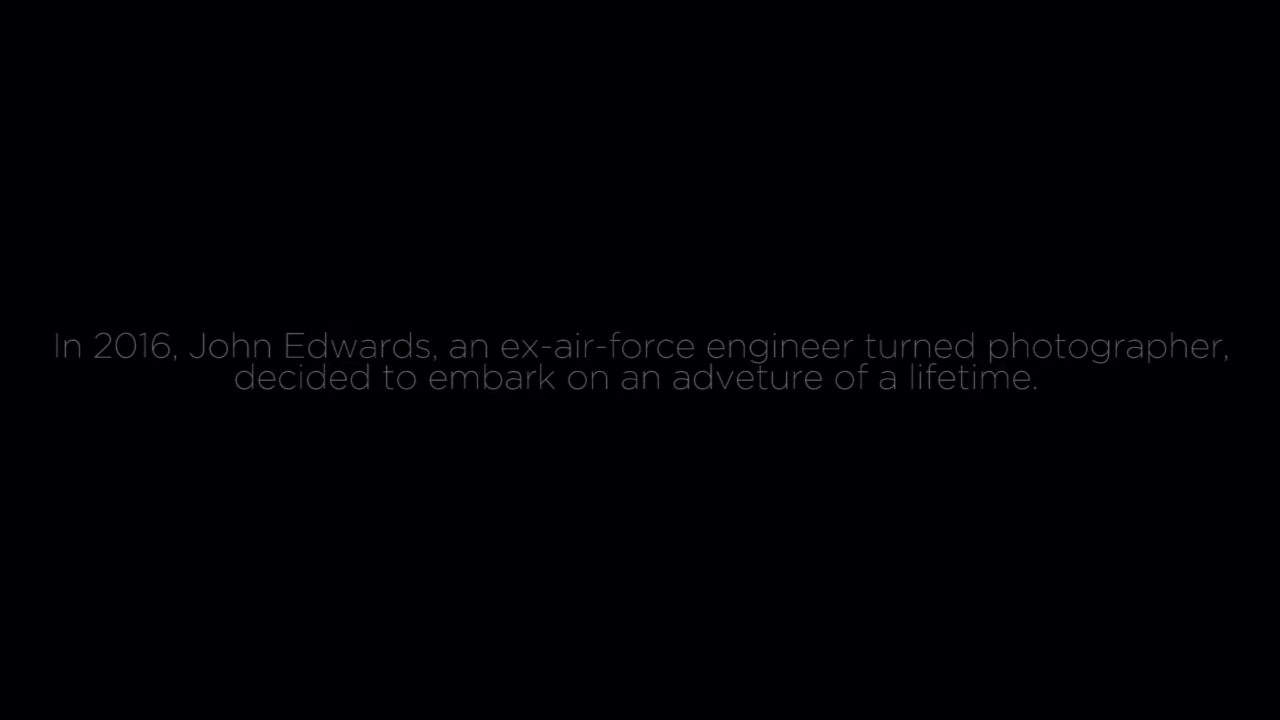 In 2016, John Edwards, an ex-air-force engineer turned photographer,
decided to embark on an adveture of a lifetime.